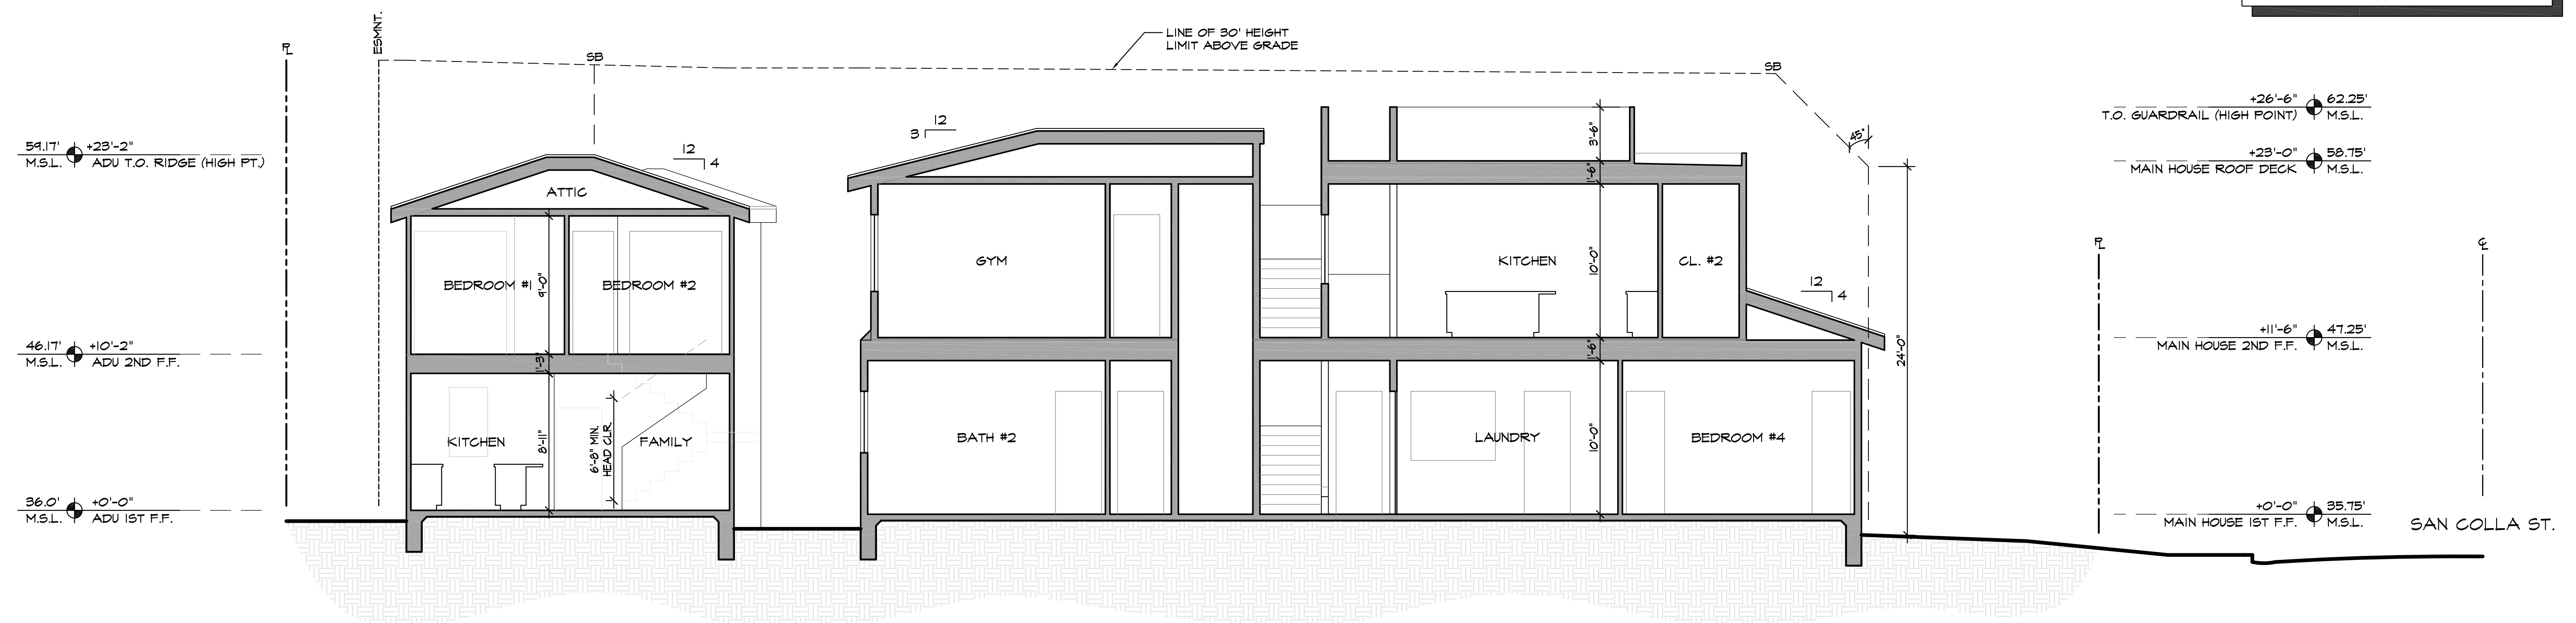 ESMNT.
PL
SB
LINE OF 30' HEIGHT
LIMIT ABOVE GRADE
SB
45°
59.17' +23'-2"
M.S.L. ADU T.O. RIDGE (HIGH PT.)
46.17' +10'-2"
M.S.L. ADU 2ND F.F.
36.0' +0'-0"
M.S.L. ADU 1ST F.F.
12
4
ATTIC
BEDROOM #1
9'-0"
BEDROOM #2
1'-3"
KITCHEN
8'-11"
6'-8" MIN.
HEAD CLR
FAMILY
12
3
GYM
BATH #2
3'-6"
1'-6"
KITCHEN
10'-0"
CL. #2
12
4
1'-6"
LAUNDRY
10'-0"
BEDROOM #4
24'-0"
+26'-6" 62.25'
T.O. GUARDRAIL (HIGH POINT) M.S.L.
+23'-0" 58.75'
MAIN HOUSE ROOF DECK M.S.L.
PL
CL
+11'-6" 47.25'
MAIN HOUSE 2ND F.F. M.S.L.
+0'-0" 35.75'
MAIN HOUSE 1ST F.F. M.S.L.
SAN COLLA ST.